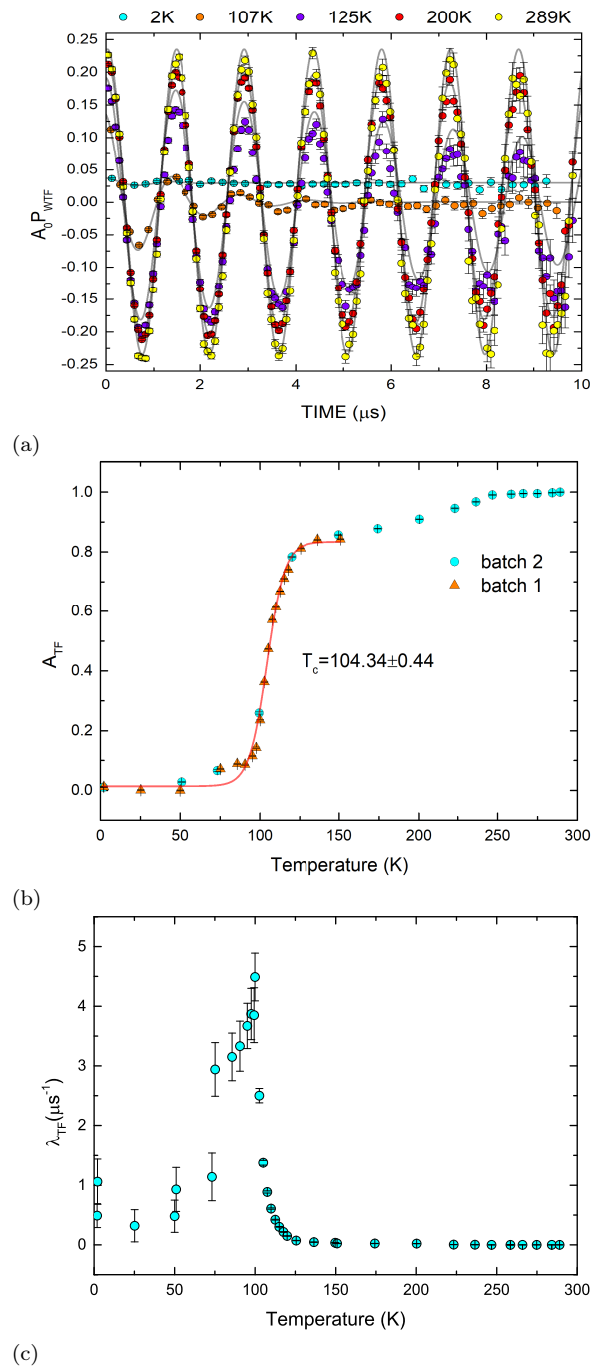 2K 107K 125K 200K 289K
0.25
0.20
0.15
0.10
0.05
0.00
-0.05
-0.10
-0.15
-0.20
-0.25
A₀P_WTF
0 2 4 6 8 10
TIME (μs)
(a)
1.0
0.8
0.6
0.4
0.2
0.0
A_TF
batch 2
batch 1
T_c=104.34±0.44
0 50 100 150 200 250 300
Temperature (K)
(b)
5
4
3
2
1
0
λ_TF(μs⁻¹)
0 50 100 150 200 250 300
Temperature (K)
(c)